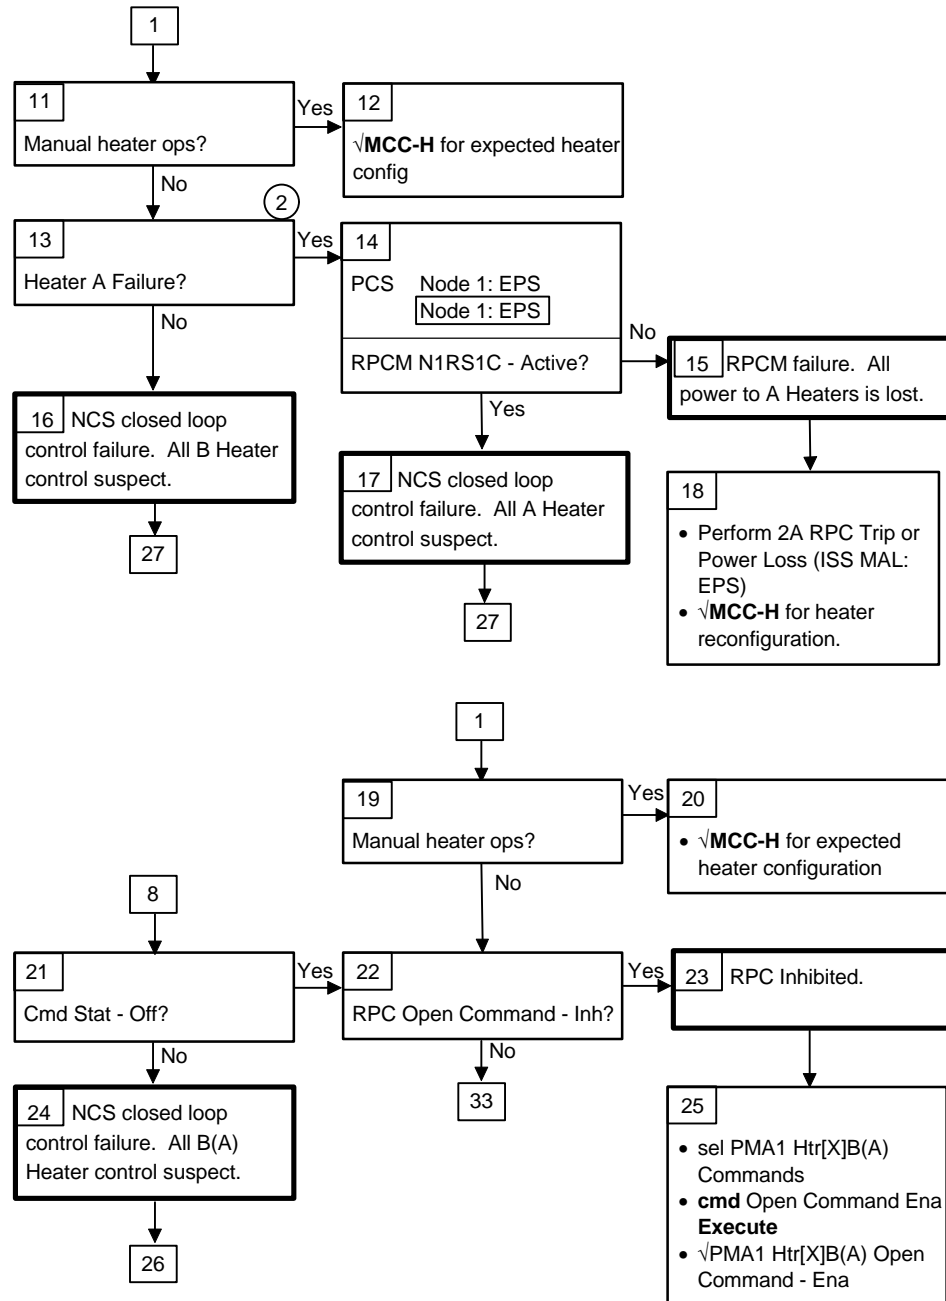 1
11
Manual heater ops?
Yes
12
√MCC-H for expected heater
config
No
2
13
Heater A Failure?
Yes
14
PCS Node 1: EPS
Node 1: EPS
RPCM N1RS1C - Active?
No
15 RPCM failure. All
power to A Heaters is lost.
No
16 NCS closed loop
control failure. All B Heater
control suspect.
27
Yes
17 NCS closed loop
control failure. All A Heater
control suspect.
27
18
• Perform 2A RPC Trip or
Power Loss (ISS MAL:
EPS)
• √MCC-H for heater
reconfiguration.
1
19
Manual heater ops?
Yes
20
• √MCC-H for expected
heater configuration
No
8
21
Cmd Stat - Off?
Yes
22
RPC Open Command - Inh?
Yes
23 RPC Inhibited.
No
24 NCS closed loop
control failure. All B(A)
Heater control suspect.
26
No
33
25
• sel PMA1 Htr[X]B(A)
Commands
• cmd Open Command Ena
Execute
• √PMA1 Htr[X]B(A) Open
Command - Ena